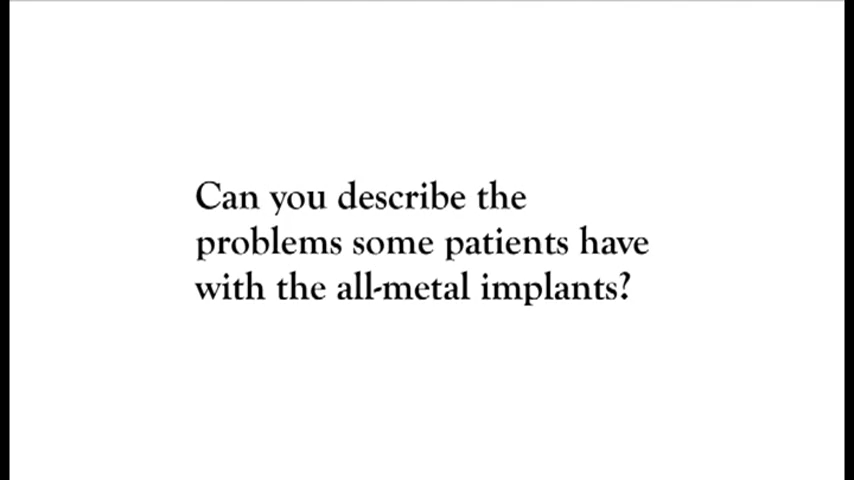 Can you describe the
problems some patients have
with the all-metal implants?